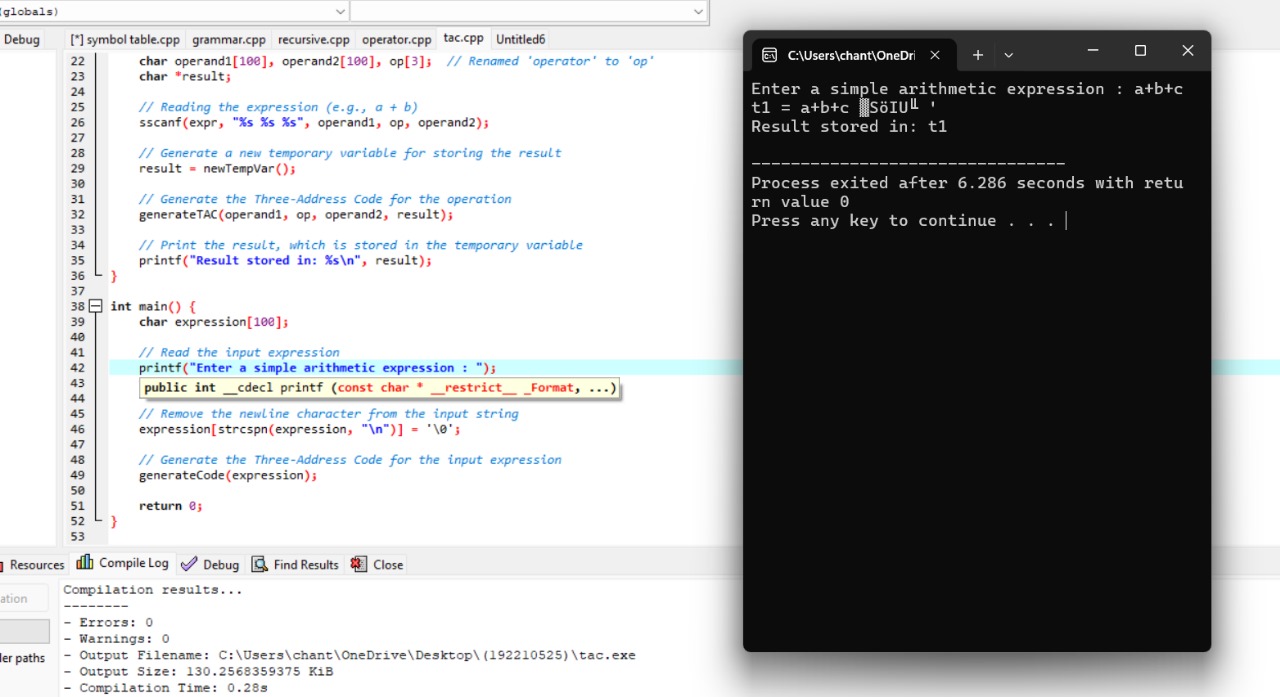 (globals)
Debug
[*] symbol table.cpp grammar.cpp recursive.cpp operator.cpp tac.cpp Untitled6
22 char operand1[100], operand2[100], op[3]; // Renamed 'operator' to 'op'
23 char *result;
24
25 // Reading the expression (e.g., a + b)
26 sscanf(expr, "%s %s %s", operand1, op, operand2);
27
28 // Generate a new temporary variable for storing the result
29 result = newTempVar();
30
31 // Generate the Three-Address Code for the operation
32 generateTAC(operand1, op, operand2, result);
33
34 // Print the result, which is stored in the temporary variable
35 printf("Result stored in: %s\n", result);
36 }
37
38 int main() {
39 char expression[100];
40
41 // Read the input expression
42 printf("Enter a simple arithmetic expression : ");
43 public int __cdecl printf (const char * __restrict__ _Format, ...)
44
45 // Remove the newline character from the input string
46 expression[strcspn(expression, "\n")] = '\0';
47
48 // Generate the Three-Address Code for the input expression
49 generateCode(expression);
50
51 return 0;
52 }
53
Resources Compile Log Debug Find Results Close
ation
ler paths
Compilation results...
--------
- Errors: 0
- Warnings: 0
- Output Filename: C:\Users\chant\OneDrive\Desktop\(192210525)\tac.exe
- Output Size: 130.2568359375 KiB
- Compilation Time: 0.28s
C:\Users\chant\OneDri
Enter a simple arithmetic expression : a+b+c
t1 = a+b+c ▓SöIU╨ '
Result stored in: t1
--------------------------------
Process exited after 6.286 seconds with retu
rn value 0
Press any key to continue . . .